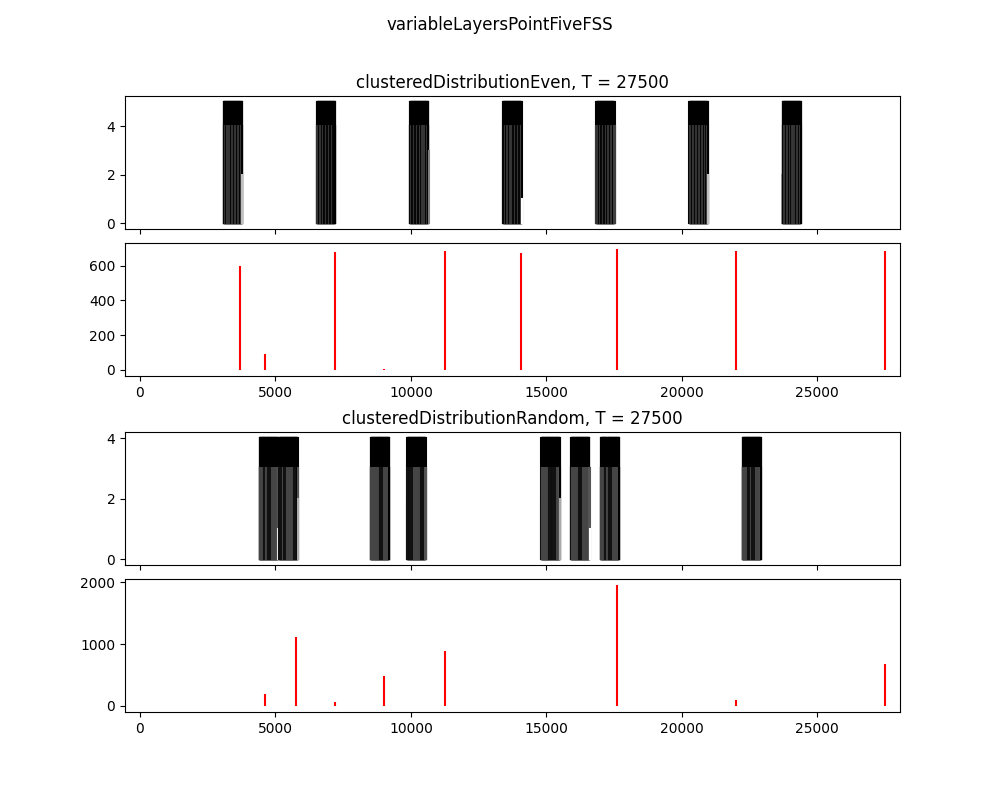 variableLayersPointFiveFSS
clusteredDistributionEven, T = 27500
4
2
0
600
400
200
0
0 5000 10000 15000 20000 25000
clusteredDistributionRandom, T = 27500
4
2
0
2000
1000
0
0 5000 10000 15000 20000 25000